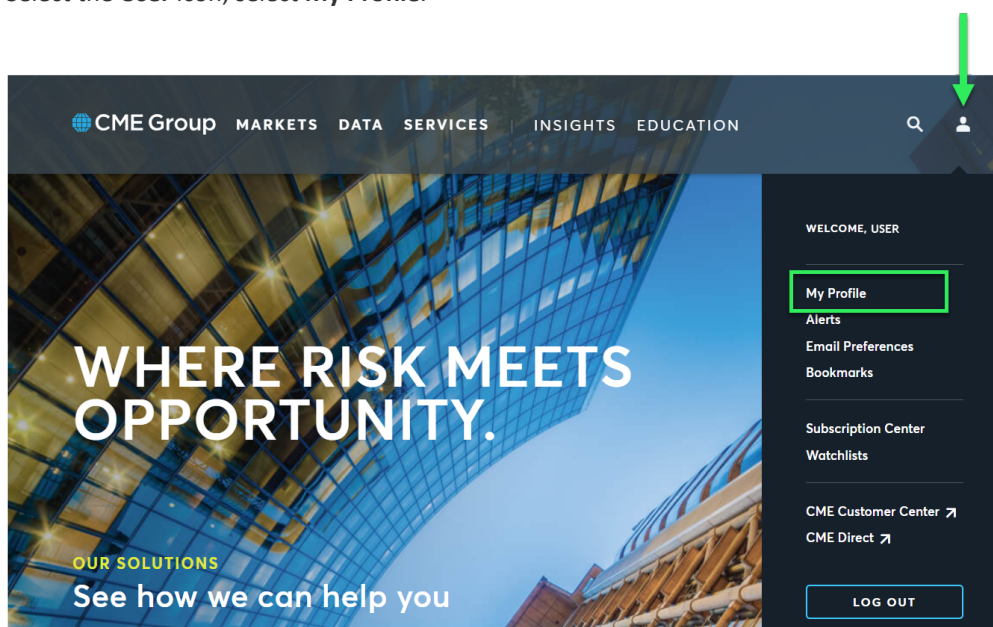 Select the User icon, select My Profile.
CME Group MARKETS DATA SERVICES INSIGHTS EDUCATION
WELCOME, USER
My Profile
Alerts
Email Preferences
Bookmarks
WHERE RISK MEETS
OPPORTUNITY.
Subscription Center
Watchlists
CME Customer Center
CME Direct
OUR SOLUTIONS
See how we can help you
LOG OUT